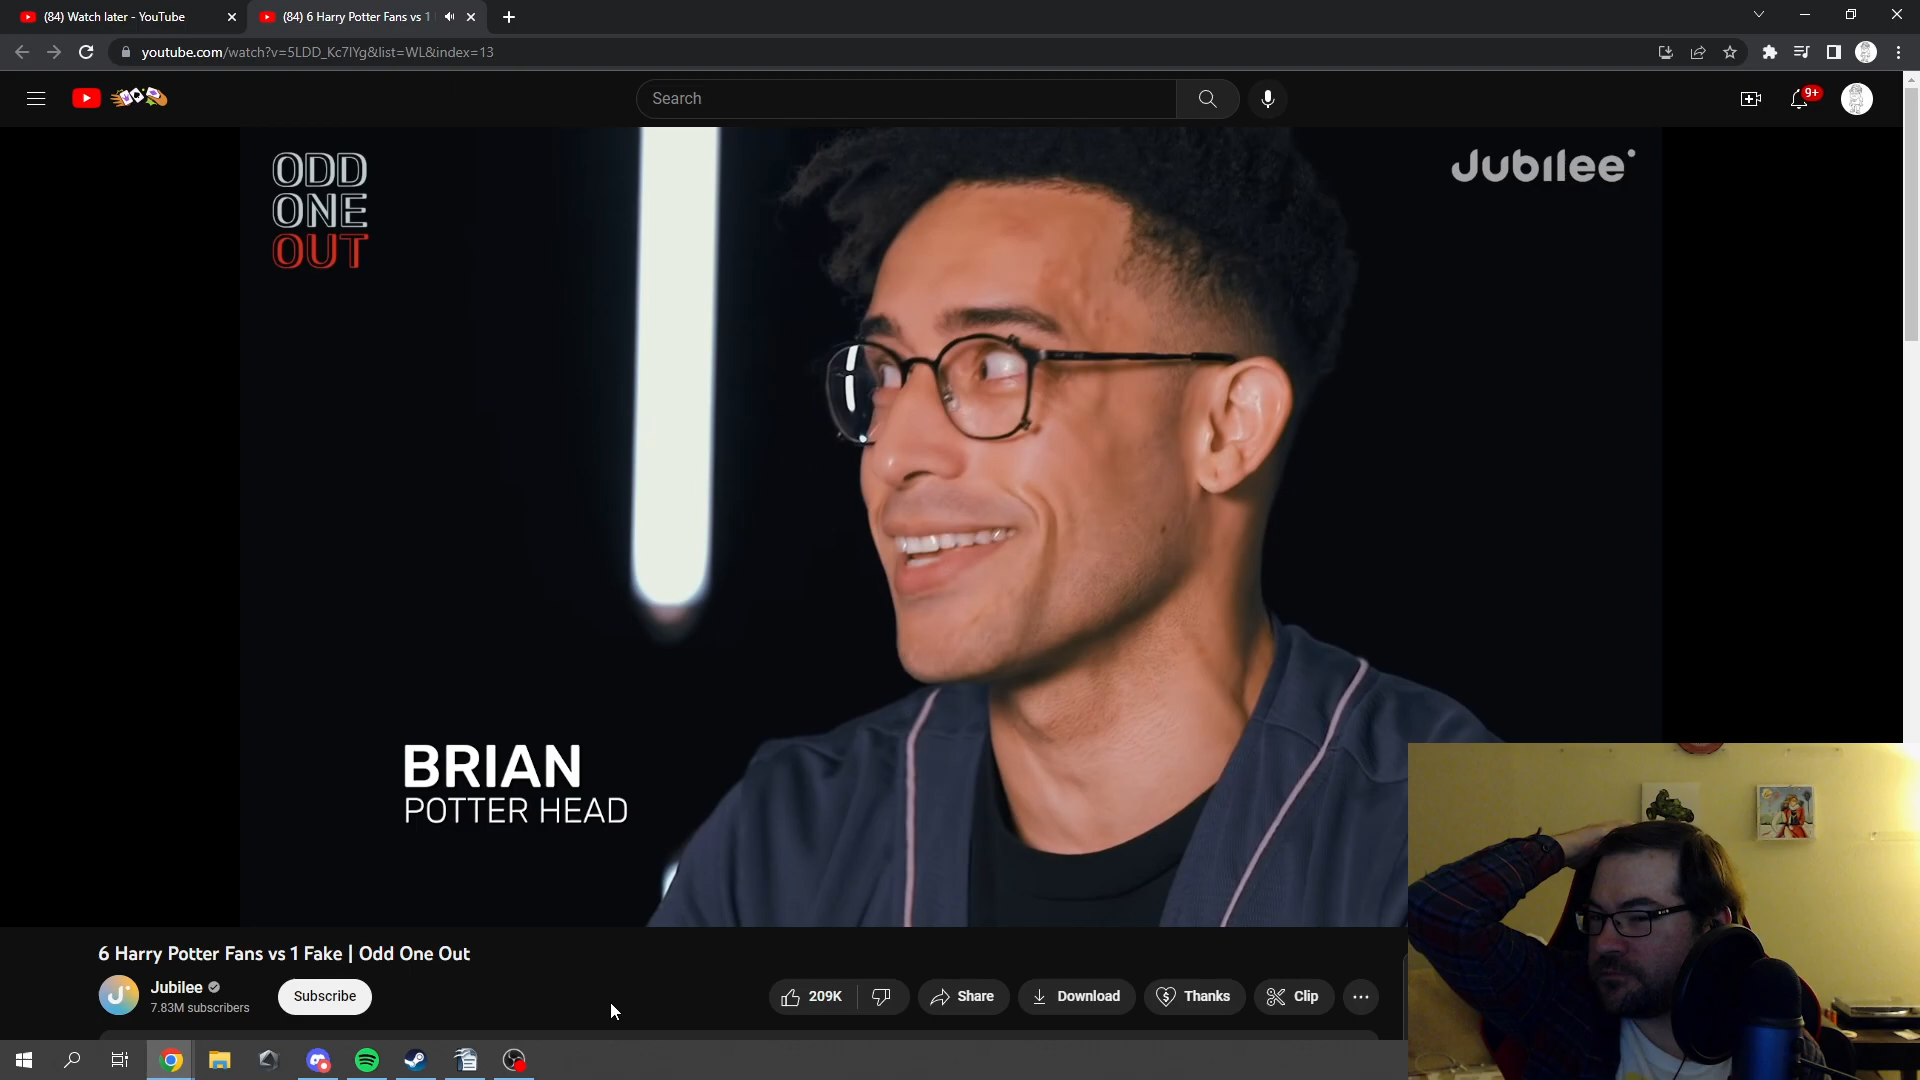 (84) Watch later - YouTube
(84) 6 Harry Potter Fans vs 1
youtube.com/watch?v=5LDD_Kc7lYg&list=WL&index=13
Search
9+
ODD
ONE
OUT
Jubilee
BRIAN
POTTER HEAD
6 Harry Potter Fans vs 1 Fake | Odd One Out
Jubilee
7.83M subscribers
Subscribe
209K
Share
Download
Thanks
Clip